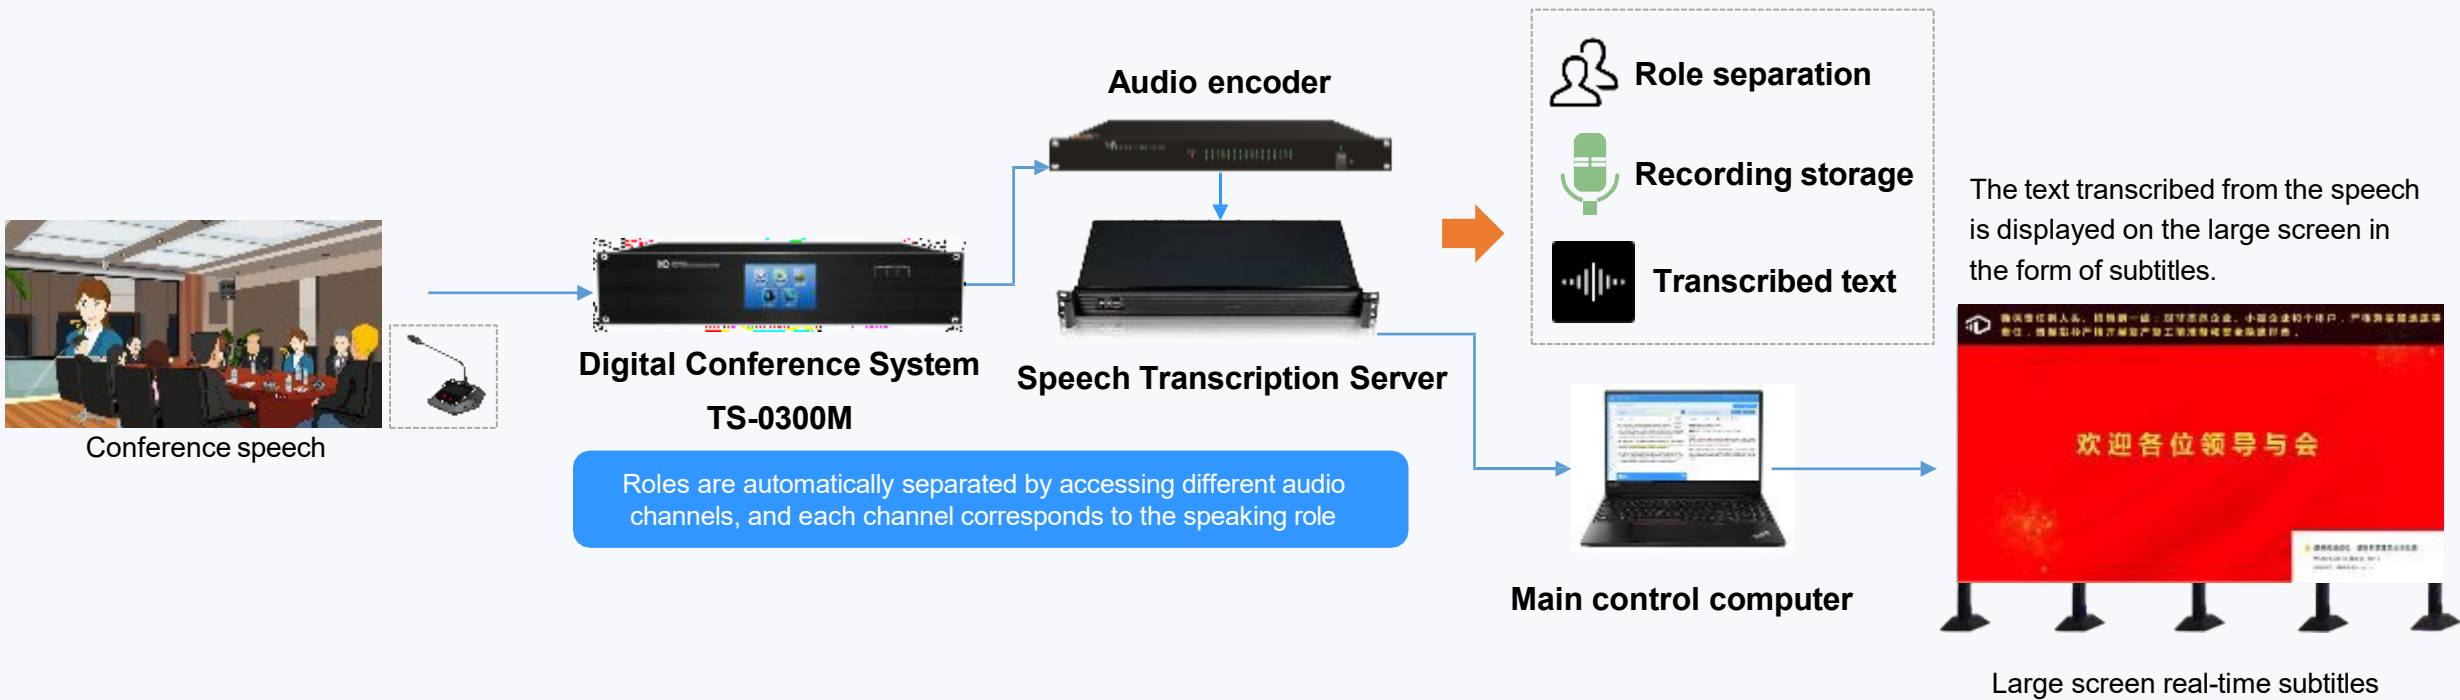 Audio encoder
Role separation
Recording storage
Transcribed text
The text transcribed from the speech
is displayed on the large screen in
the form of subtitles.
Conference speech
Digital Conference System
TS-0300M
Speech Transcription Server
Roles are automatically separated by accessing different audio
channels, and each channel corresponds to the speaking role
Main control computer
欢迎各位领导与会
Large screen real-time subtitles